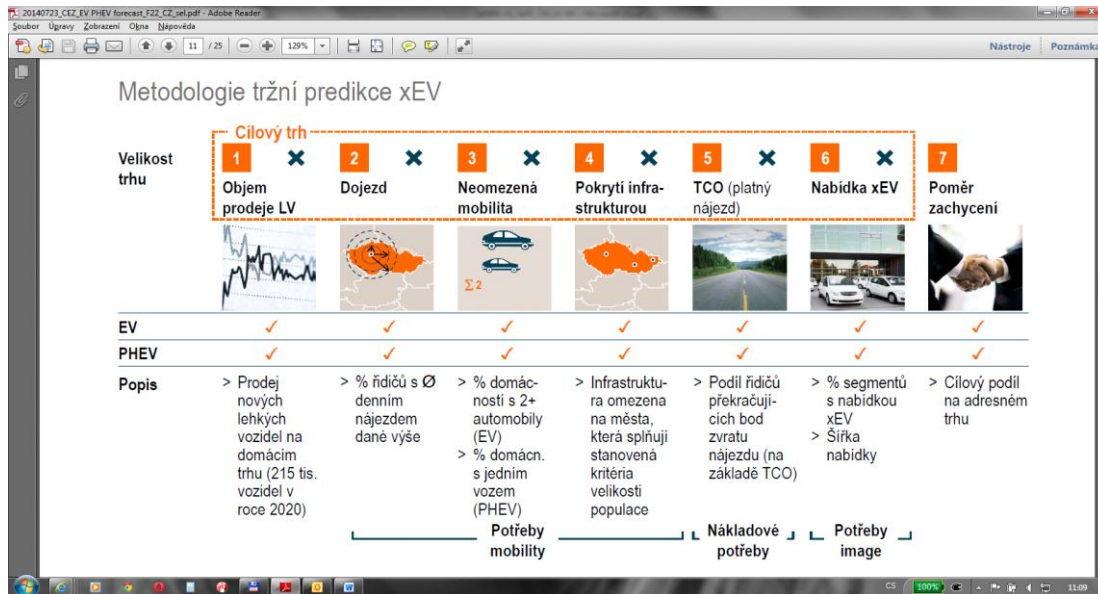 20140723_CEZ_EV PHEV forecast_F22_CZ_sel.pdf - Adobe Reader
Soubor Úpravy Zobrazení Okna Nápověda
11 / 25 129% Nástroje Poznámka
Metodologie tržní predikce xEV
Cílový trh
Velikost
trhu
1
Objem
prodeje LV
2
Dojezd
3
Neomezená
mobilita
4
Pokrytí infra-
strukturou
5
TCO (platný
nájezd)
6
Nabídka xEV
7
Poměr
zachycení
Σ 2
EV ✓ ✓ ✓ ✓ ✓ ✓ ✓
PHEV ✓ ✓ ✓ ✓ ✓ ✓ ✓
Popis
> Prodej
nových
lehkých
vozidel na
domácím
trhu (215 tis.
vozidel v
roce 2020)
> % řidičů s Ø
denním
nájezdem
dané výše
> % domác-
ností s 2+
automobily
(EV)
> % domácn.
s jedním
vozem
(PHEV)
> Infrastruktu-
ra omezena
na města,
která splňují
stanovená
kritéria
velikosti
populace
> Podíl řidičů
překračují-
cích bod
zvratu
nájezdu (na
základě TCO)
> % segmentů
s nabídkou
xEV
> Šířka
nabídky
> Cílový podíl
na adresném
trhu
Potřeby
mobility
Nákladové
potřeby
Potřeby
image
CS 100% 11:09